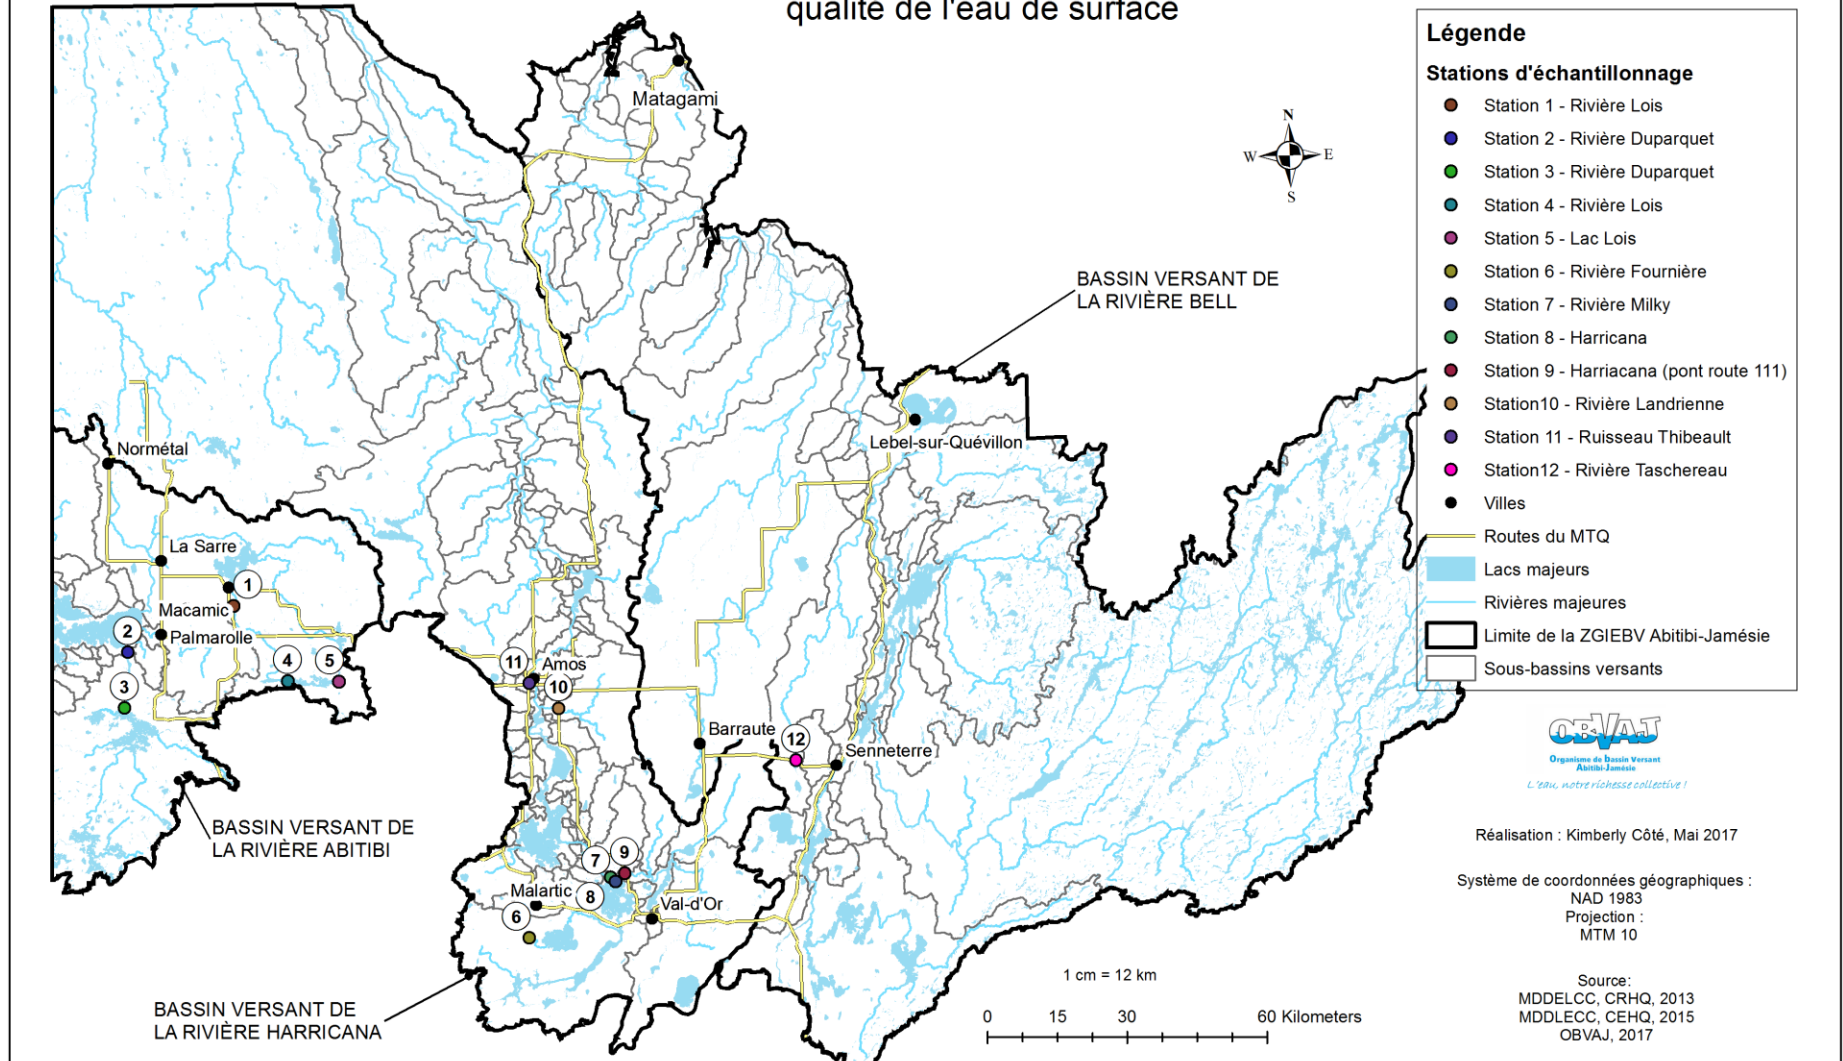 qualité de l'eau de surface
Légende
Stations d'échantillonnage
Station 1 - Rivière Lois
Station 2 - Rivière Duparquet
Station 3 - Rivière Duparquet
Station 4 - Rivière Lois
Station 5 - Lac Lois
Station 6 - Rivière Fournière
Station 7 - Rivière Milky
Station 8 - Harricana
Station 9 - Harriacana (pont route 111)
Station10 - Rivière Landrienne
Station 11 - Ruisseau Thibeault
Station12 - Rivière Taschereau
Villes
Routes du MTQ
Lacs majeurs
Rivières majeures
Limite de la ZGIEBV Abitibi-Jamésie
Sous-bassins versants
Matagami
N
W
E
S
BASSIN VERSANT DE
LA RIVIÈRE BELL
Lebel-sur-Quévillon
Normétal
La Sarre
1
Macamic
2
Palmarolle
3
4
5
11
Amos
10
Barraute
12
Senneterre
BASSIN VERSANT DE
LA RIVIÈRE ABITIBI
7
9
Malartic
8
Val-d'Or
6
BASSIN VERSANT DE
LA RIVIÈRE HARRICANA
1 cm = 12 km
0 15 30 60 Kilometers
OBVAJ
Organisme de Bassin Versant
Abitibi-Jamésie
L'eau, notre richesse collective !
Réalisation : Kimberly Côté, Mai 2017
Système de coordonnées géographiques :
NAD 1983
Projection :
MTM 10
Source:
MDDELCC, CRHQ, 2013
MDDLECC, CEHQ, 2015
OBVAJ, 2017